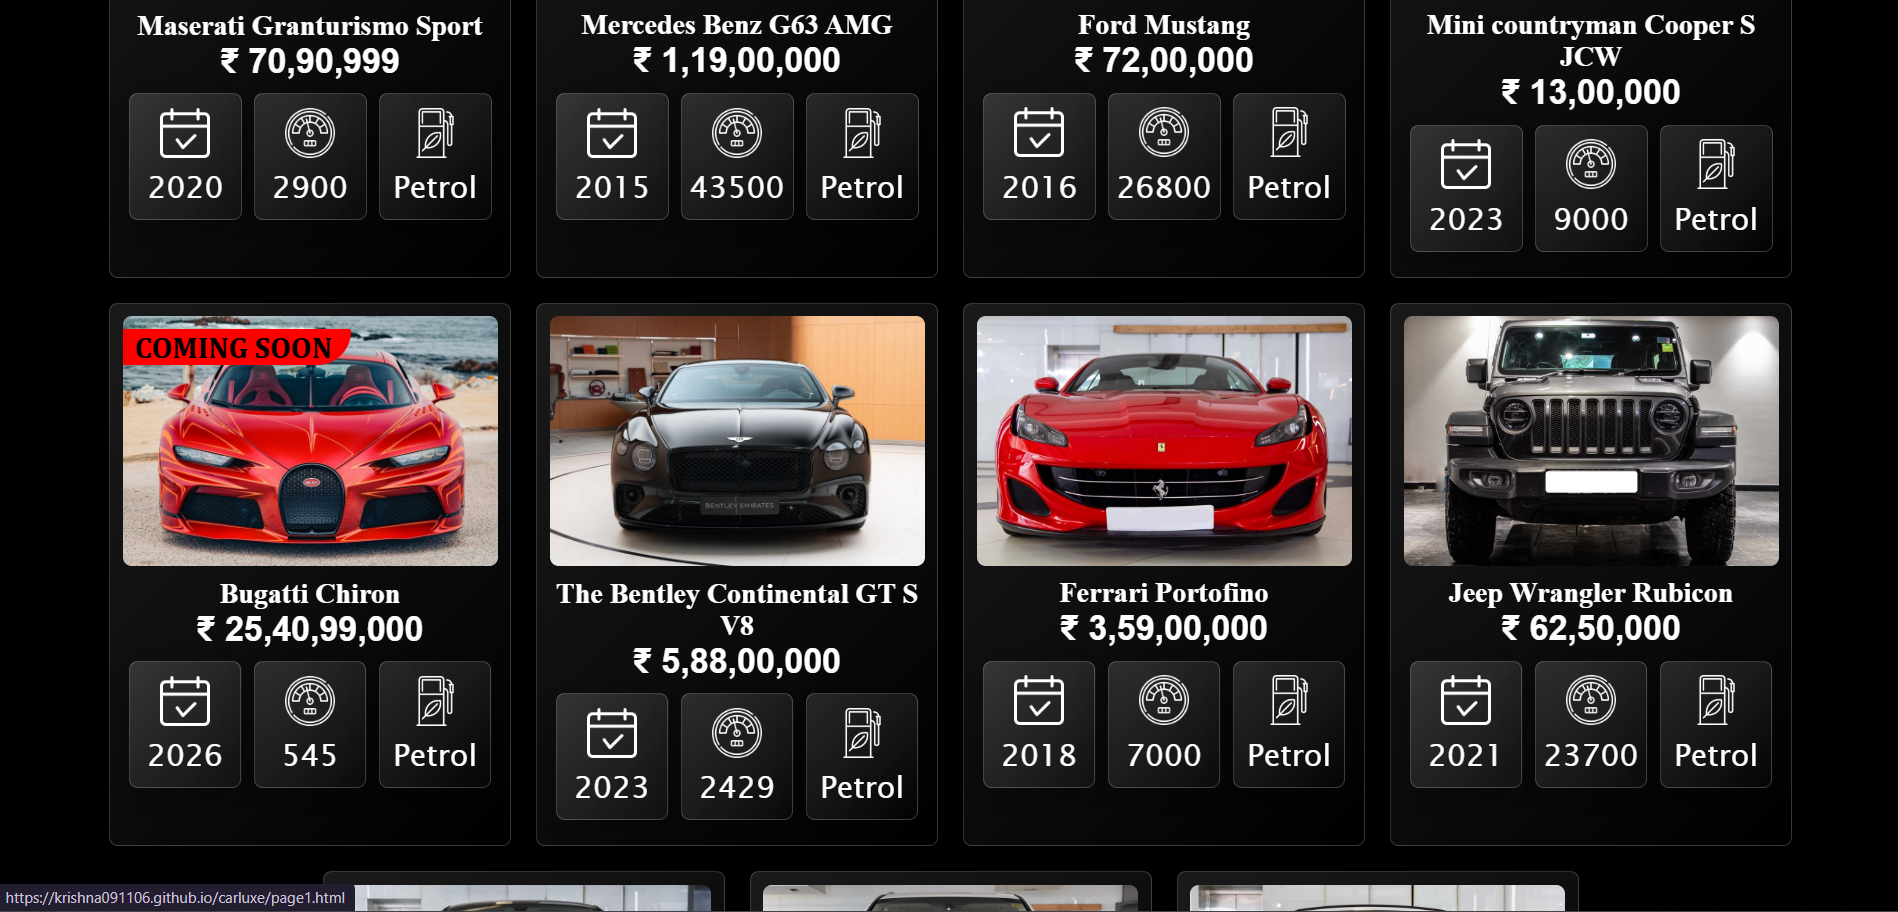 Maserati Granturismo Sport
₹ 70,90,999
2020
2900
Petrol
Mercedes Benz G63 AMG
₹ 1,19,00,000
2015
43500
Petrol
Ford Mustang
₹ 72,00,000
2016
26800
Petrol
Mini countryman Cooper S
JCW
₹ 13,00,000
2023
9000
Petrol
COMING SOON
Bugatti Chiron
₹ 25,40,99,000
2026
545
Petrol
BENTLEY EMIRATES
The Bentley Continental GT S
V8
₹ 5,88,00,000
2023
2429
Petrol
Ferrari Portofino
₹ 3,59,00,000
2018
7000
Petrol
Jeep Wrangler Rubicon
₹ 62,50,000
2021
23700
Petrol
https://krishna091106.github.io/carluxe/page1.html